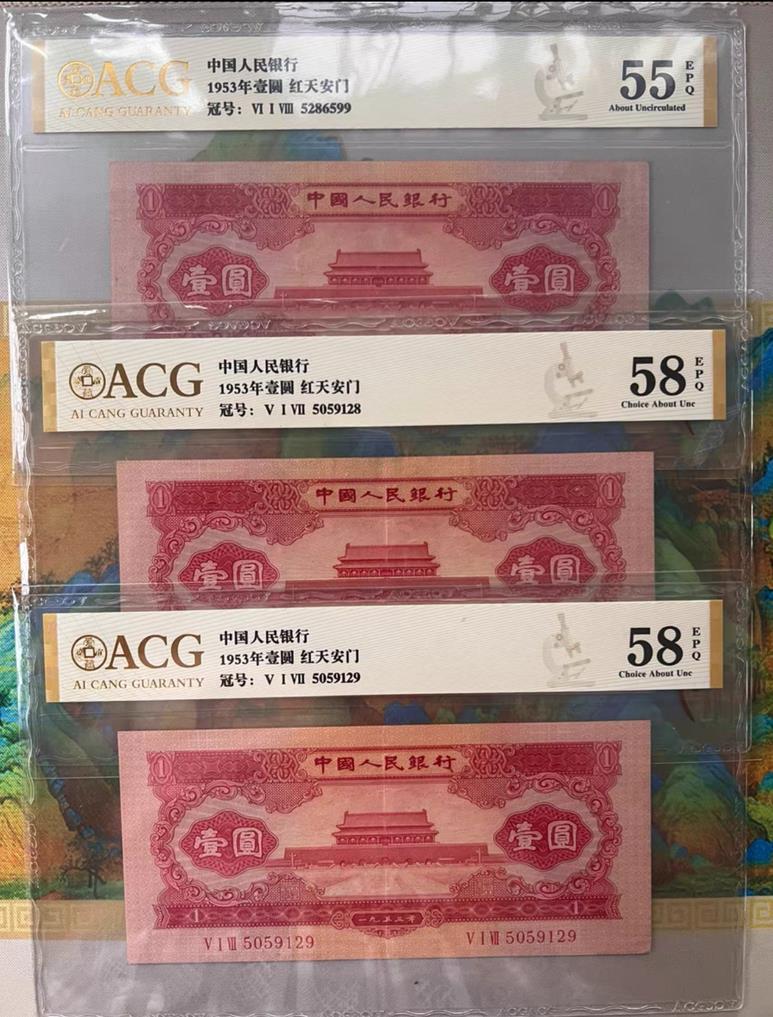 ACG
AI CANG GUARANTY
中国人民银行
1953年壹圆 红天安门
冠号: VI I VIII 5286599
55
EPQ
About Uncirculated
1
中國人民銀行
1
壹圓
壹圓
ACG
AI CANG GUARANTY
中国人民银行
1953年壹圆 红天安门
冠号: V I VII 5059128
58
EPQ
Choice About Unc
1
中國人民銀行
1
壹圓
壹圓
ACG
AI CANG GUARANTY
中国人民银行
1953年壹圆 红天安门
冠号: V I VII 5059129
58
EPQ
Choice About Unc
1
中國人民銀行
1
壹圓
壹圓
1
一九五三年
1
V I VII 5059129
V I VII 5059129